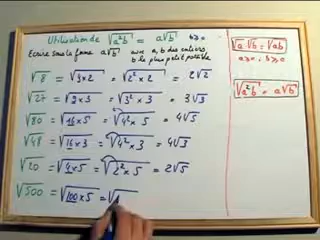 Utilisation de √a²b = a√b b≥0
Ecrire sous la forme a√b avec a, b des entiers
b le plus petit possible
√8 = √4×2 = √2²×2 = 2√2
√27 = √9×3 = √3²×3 = 3√3
√80 = √16×5 = √4²×5 = 4√5
√48 = √16×3 = √4²×3 = 4√3
√20 = √4×5 = √2²×5 = 2√5
√500 = √100×5 = √
√a √b = √ab
a≥0, b≥0
√a²b = a√b